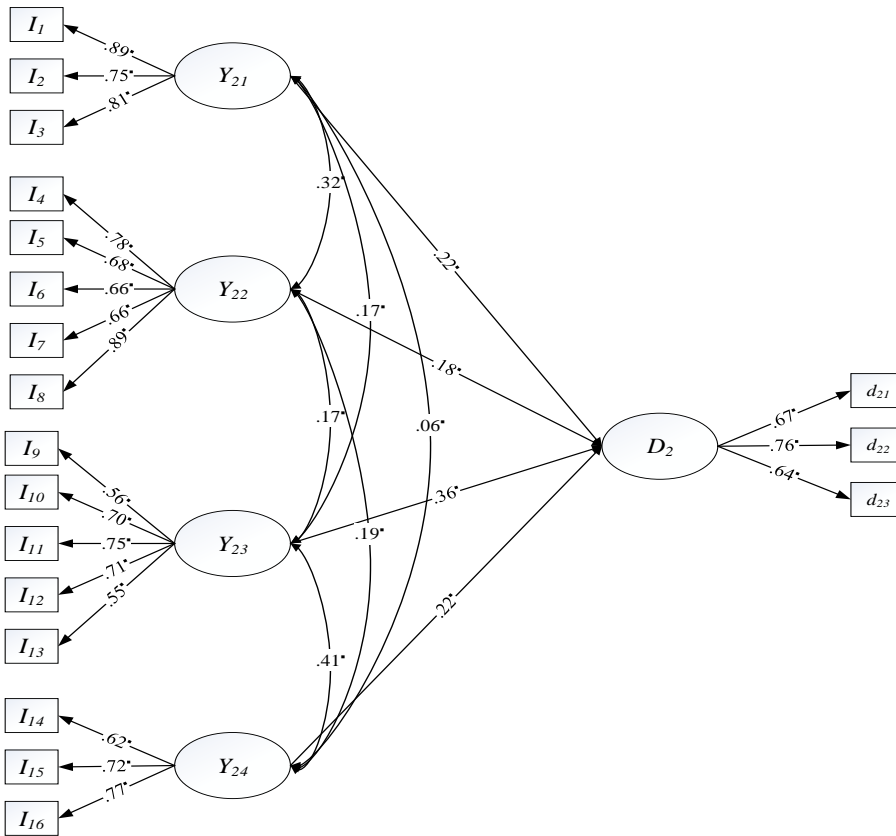 I₁
.89*
I₂
.75*
Y₂₁
I₃
.81*
.32*
I₄
.78*
I₅
.68*
I₆
.66*
Y₂₂
I₇
.66*
I₈
.89*
.22*
.17*
.18*
.17*
.06*
.67*
d₂₁
D₂
.76*
d₂₂
.64*
d₂₃
I₉
.56*
I₁₀
.70*
I₁₁
.75*
Y₂₃
I₁₂
.71*
I₁₃
.55*
.36*
.19*
.22*
.41*
I₁₄
.62*
I₁₅
.72*
Y₂₄
I₁₆
.77*